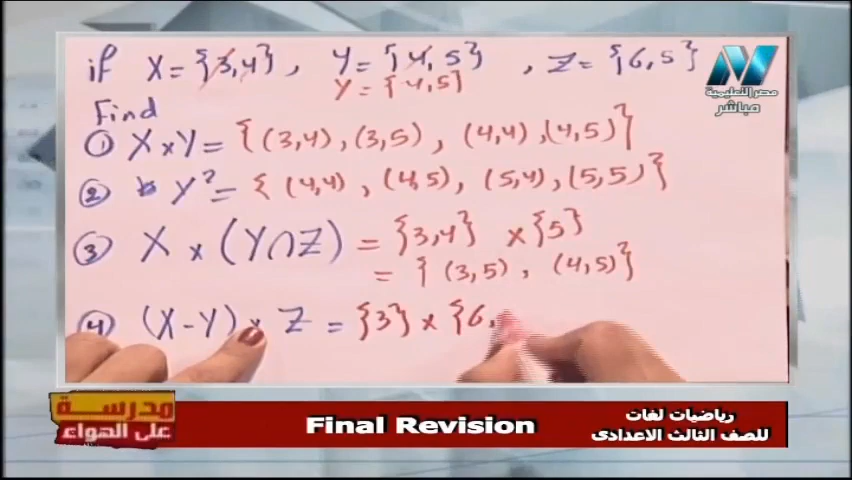 if X = {3,4} , Y = {4,5} , Z = {6,5}
Y = {4,5}
Find
① X × Y = {(3,4), (3,5), (4,4), (4,5)}
② Y² = {(4,4), (4,5), (5,4), (5,5)}
③ X × (Y∩Z) = {3,4} × {5}
= {(3,5), (4,5)}
④ (X-Y) × Z = {3} × {6,
مصر التعليمية
مباشر
مدرسة
على الهواء
Final Revision
رياضيات لغات
للصف الثالث الاعدادى